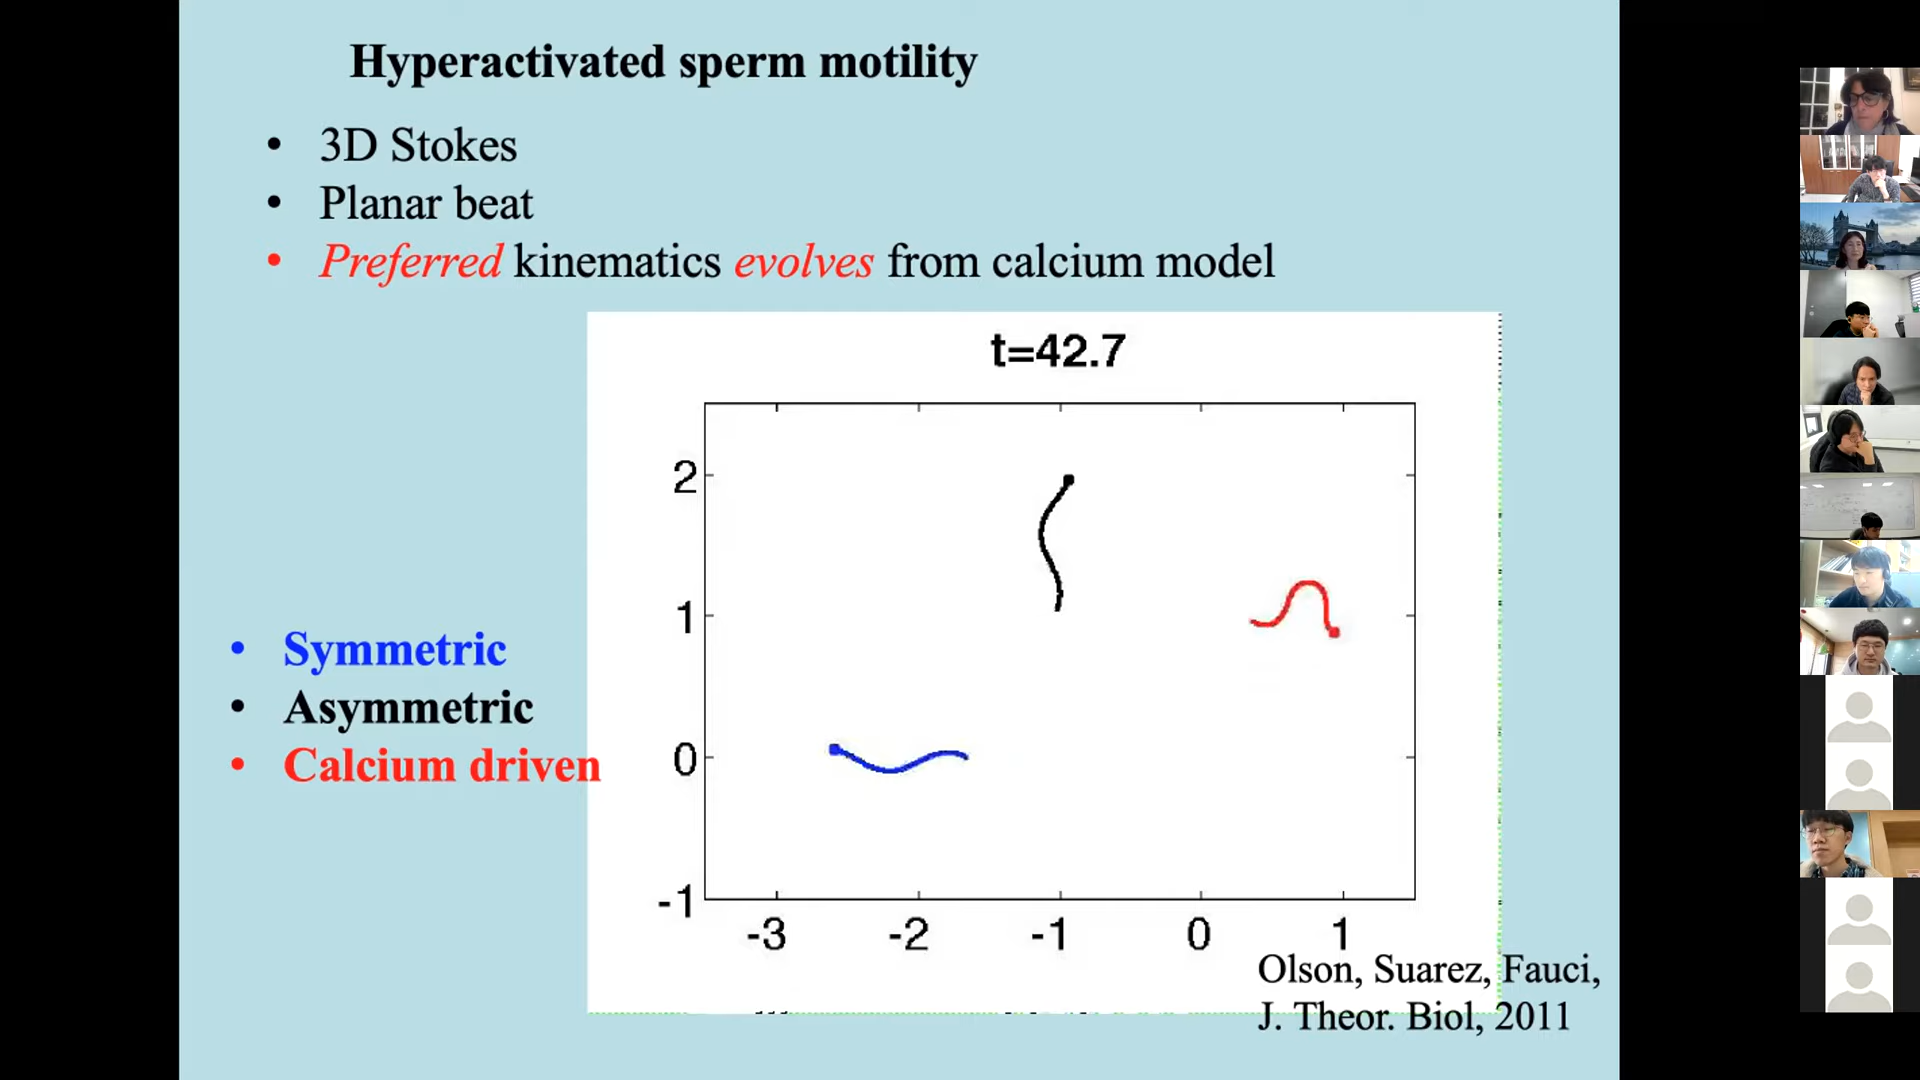 Hyperactivated sperm motility
• 3D Stokes
• Planar beat
• Preferred kinematics evolves from calcium model
t=42.7
2
1
0
-1
-3 -2 -1 0 1
• Symmetric
• Asymmetric
• Calcium driven
Olson, Suarez, Fauci,
J. Theor. Biol, 2011